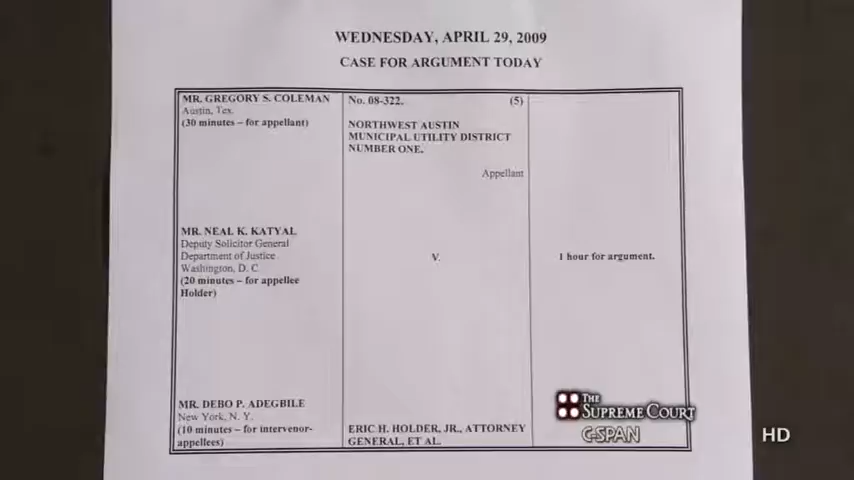 WEDNESDAY, APRIL 29, 2009
CASE FOR ARGUMENT TODAY
MR. GREGORY S. COLEMAN
Austin, Tex.
(30 minutes – for appellant)
No. 08-322. (5)
NORTHWEST AUSTIN
MUNICIPAL UTILITY DISTRICT
NUMBER ONE,
Appellant
MR. NEAL K. KATYAL
Deputy Solicitor General
Department of Justice
Washington, D. C.
(20 minutes – for appellee
Holder)
V.
1 hour for argument.
MR. DEBO P. ADEGBILE
New York, N. Y.
(10 minutes – for intervenor-
appellees)
ERIC H. HOLDER, JR., ATTORNEY
GENERAL, ET AL.
THE
SUPREME COURT
C-SPAN
HD